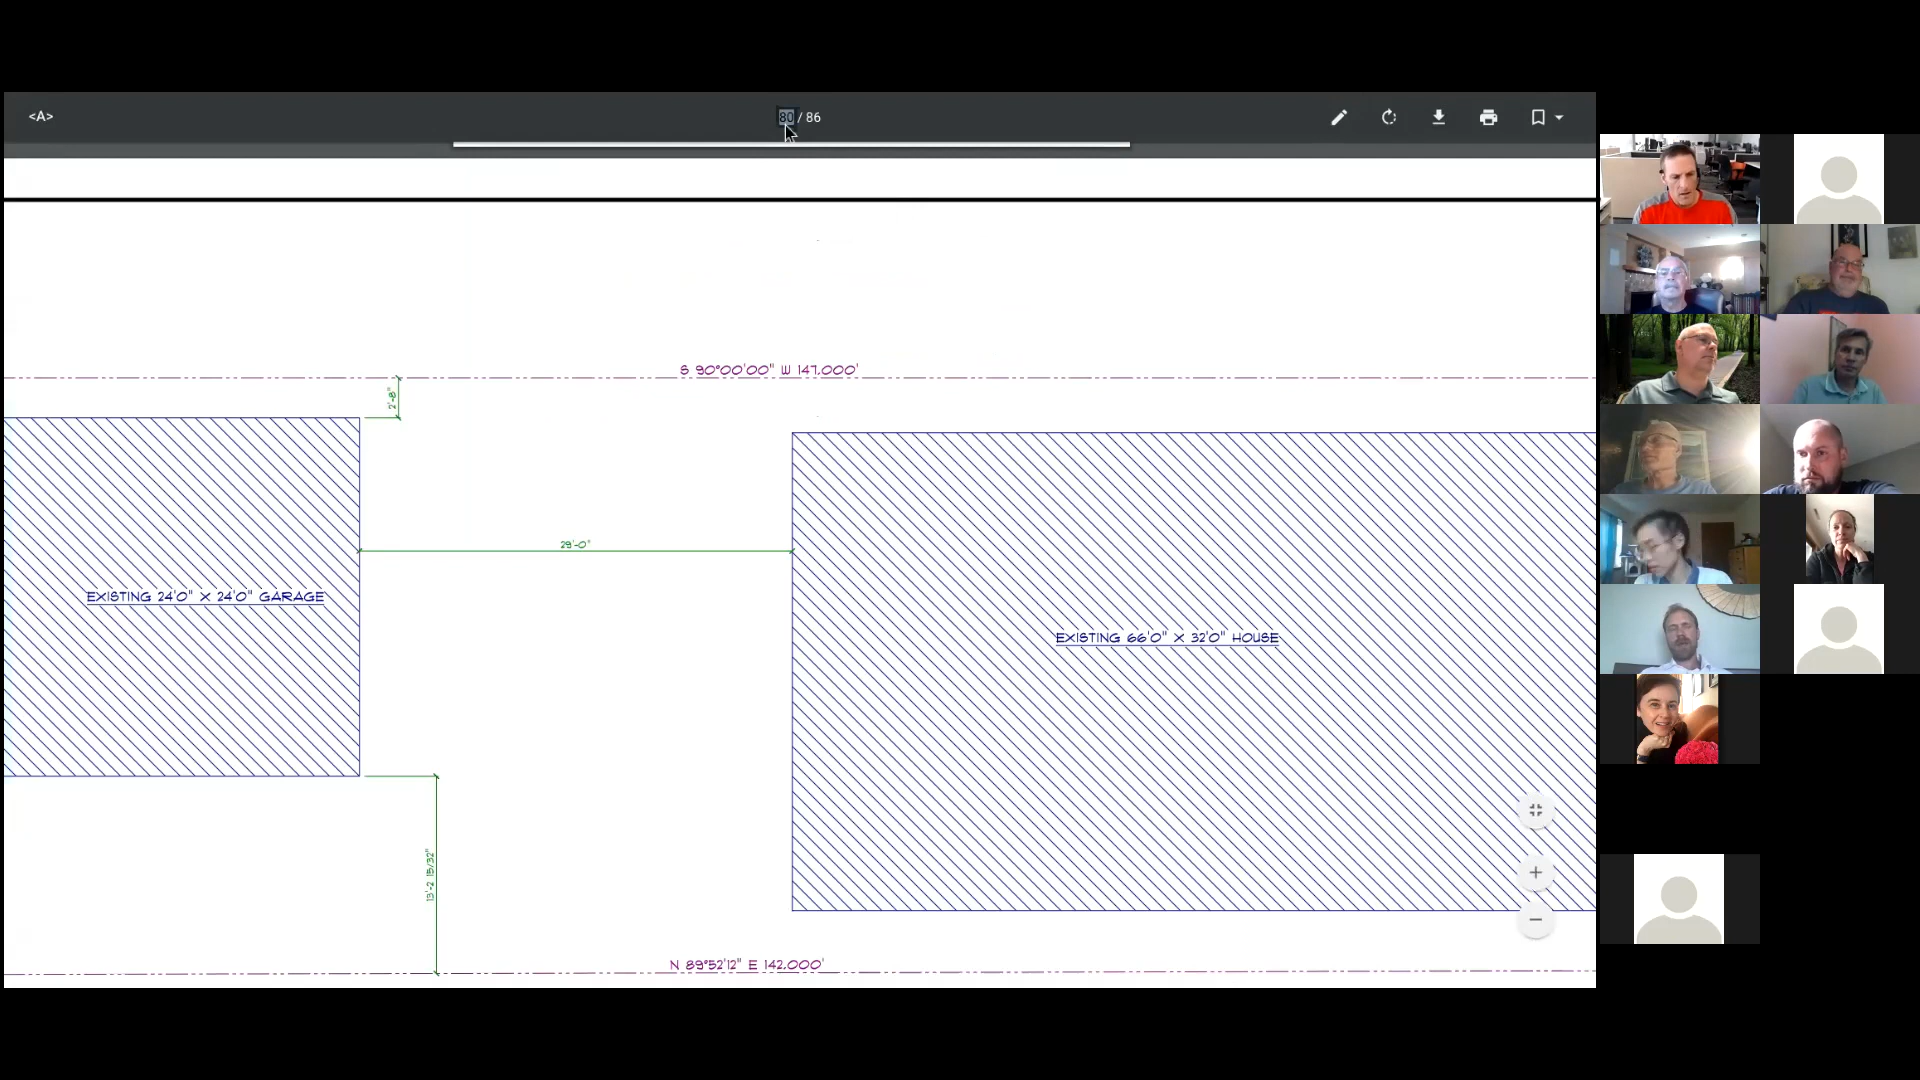 <A>
80 / 86
S 90°00'00" W 147.000'
2'-8"
29'-0"
EXISTING 24'0" X 24'0" GARAGE
EXISTING 66'0" X 32'0" HOUSE
13'-2 15/32"
N 89°52'12" E 142.000'